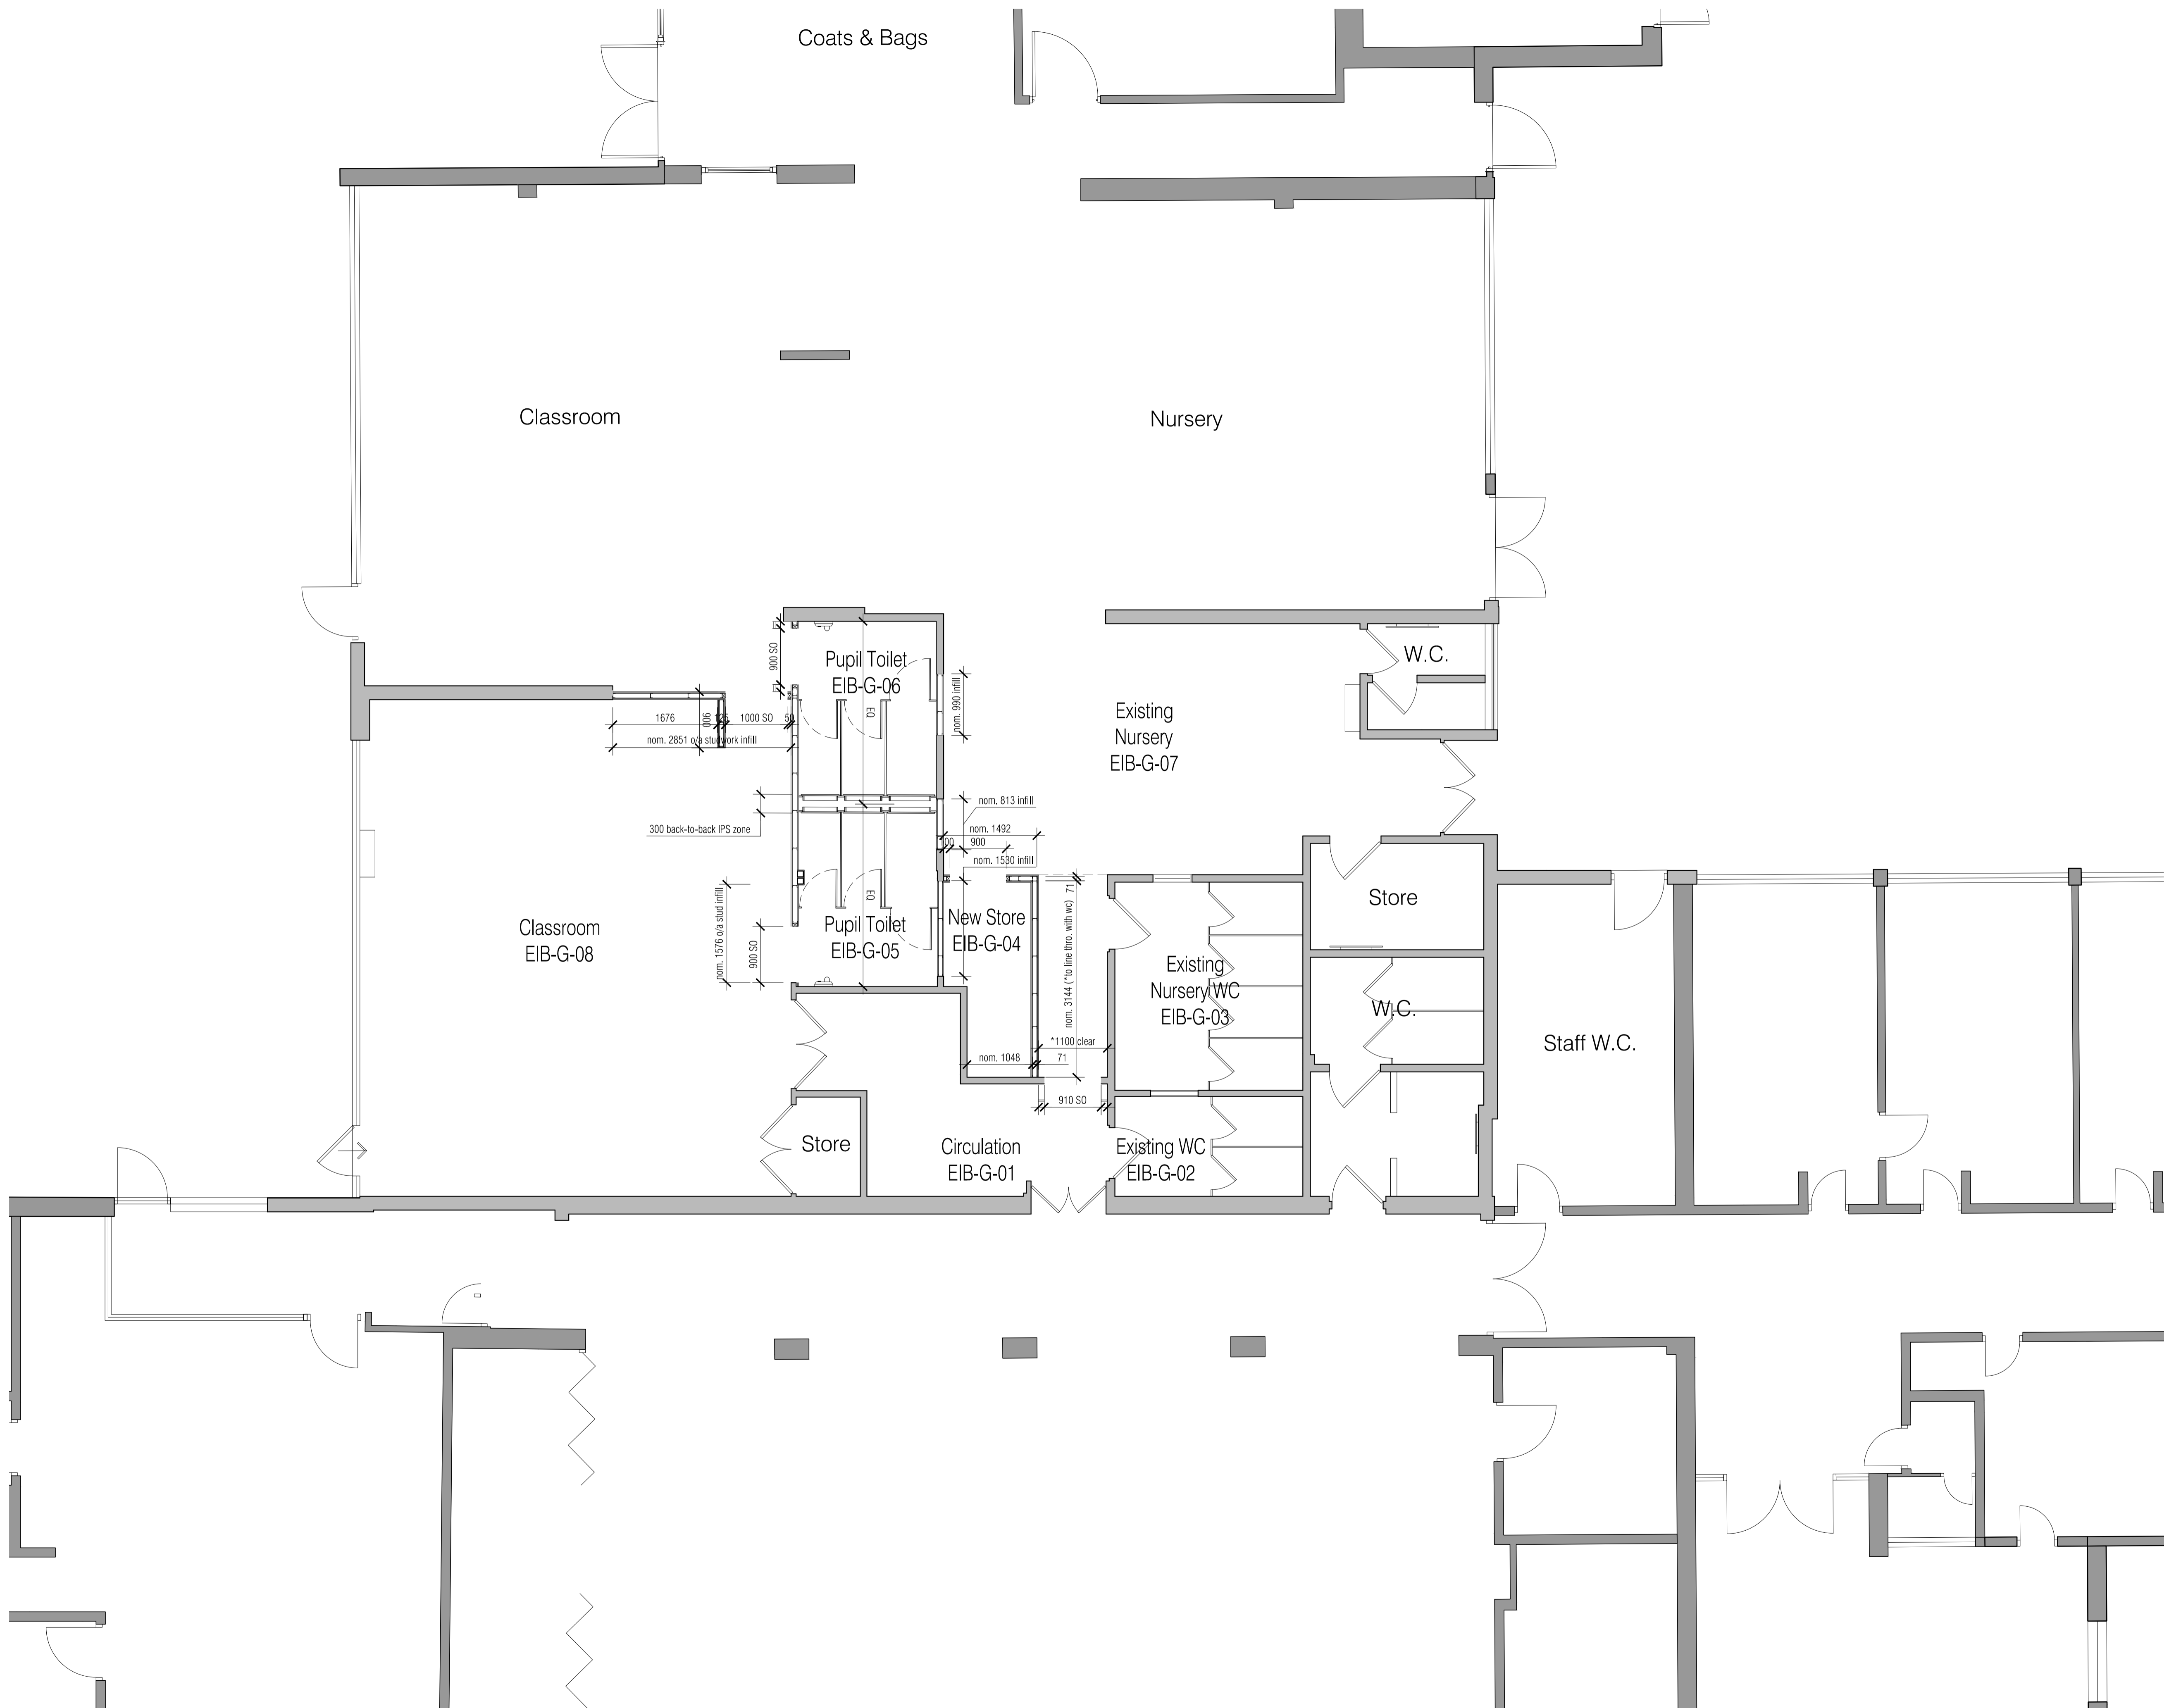 Coats & Bags
Classroom
Nursery
900 SO
Pupil Toilet
EIB-G-06
EQ
nom. 990 infill
W.C.
1676
900
125
1000 SO
50
nom. 2851 o/a studwork infill
Existing
Nursery
EIB-G-07
300 back-to-back IPS zone
nom. 813 infill
nom. 1492
100
900
nom. 1530 infill
71
nom. 3144 (*to line thro. with wc)
nom. 1576 o/a stud infill
900 SO
EQ
Pupil Toilet
EIB-G-05
New Store
EIB-G-04
Store
Classroom
EIB-G-08
Existing
Nursery WC
EIB-G-03
W.C.
Staff W.C.
*1100 clear
nom. 1048
71
910 SO
Store
Circulation
EIB-G-01
Existing WC
EIB-G-02